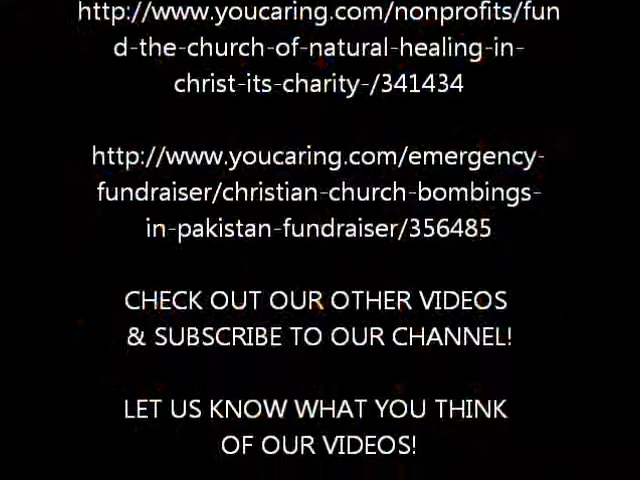 http://www.youcaring.com/nonprofits/fun
d-the-church-of-natural-healing-in-
christ-its-charity-/341434
http://www.youcaring.com/emergency-
fundraiser/christian-church-bombings-
in-pakistan-fundraiser/356485
CHECK OUT OUR OTHER VIDEOS
& SUBSCRIBE TO OUR CHANNEL!
LET US KNOW WHAT YOU THINK
OF OUR VIDEOS!